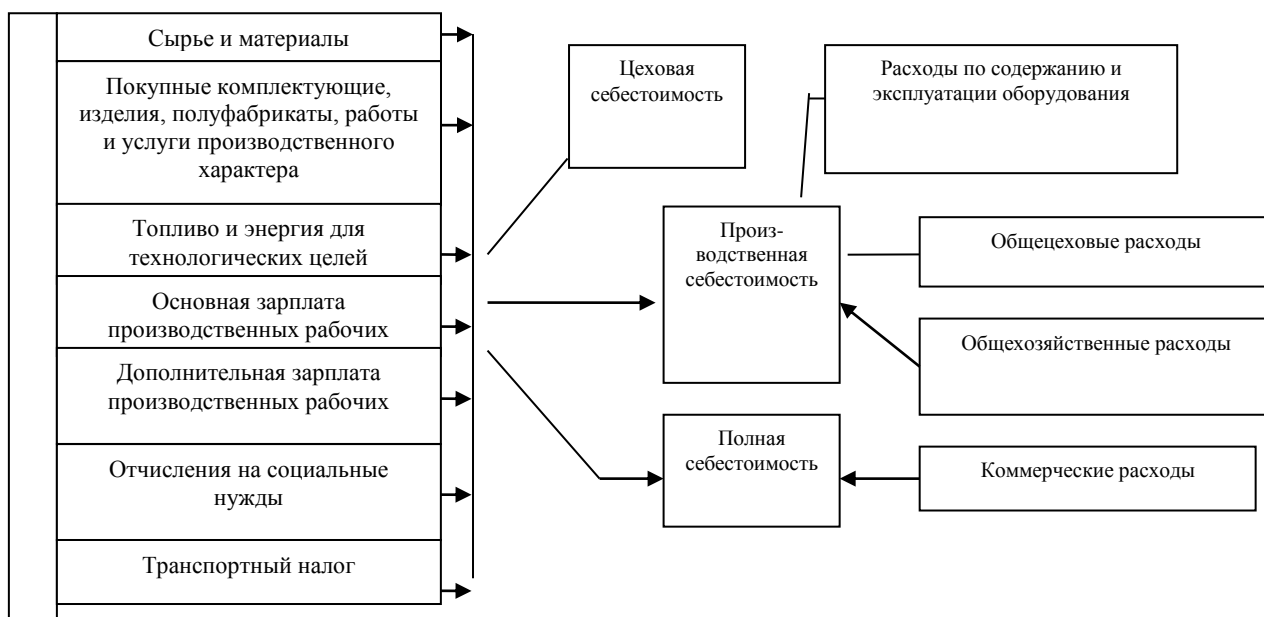 Сырье и материалы
Покупные комплектующие,
изделия, полуфабрикаты, работы
и услуги производственного
характера
Топливо и энергия для
технологических целей
Основная зарплата
производственных рабочих
Дополнительная зарплата
производственных рабочих
Отчисления на социальные
нужды
Транспортный налог
Цеховая
себестоимость
Произ-
водственная
себестоимость
Полная
себестоимость
Расходы по содержанию и
эксплуатации оборудования
Общецеховые расходы
Общехозяйственные расходы
Коммерческие расходы